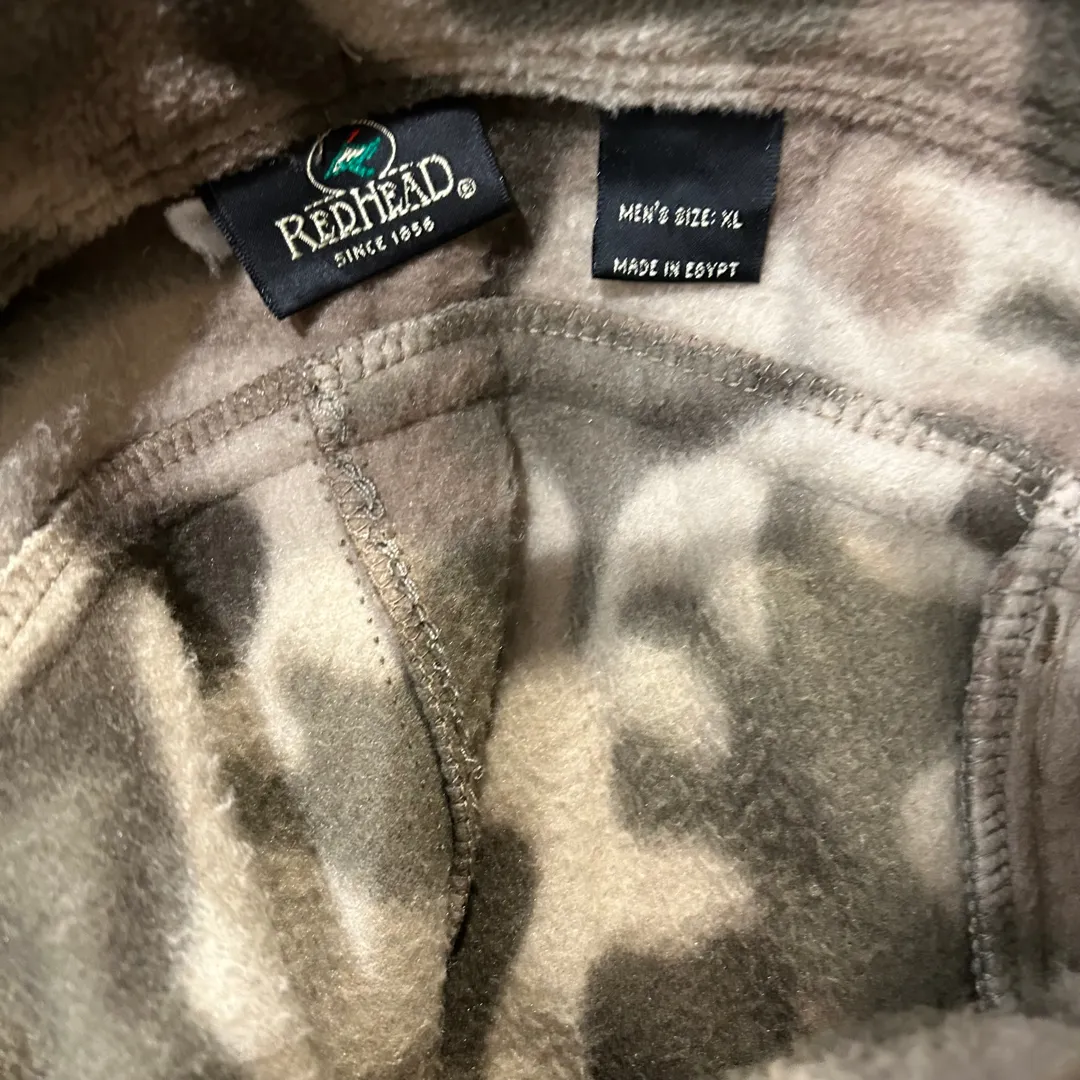 REDHEAD®
SINCE 1856
MEN'S SIZE: XL
MADE IN EGYPT